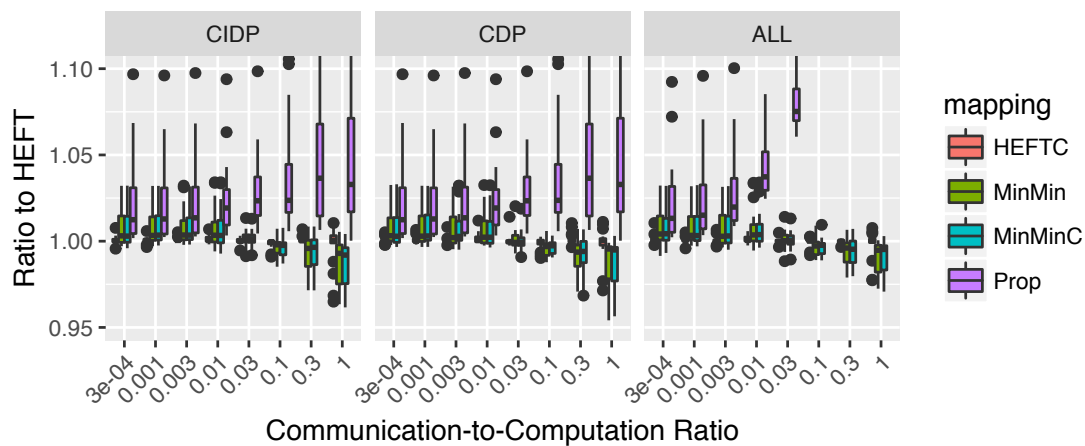 CIDP CDP ALL
1.10
1.05
1.00
0.95
Ratio to HEFT
3e-04 0.001 0.003 0.01 0.03 0.1 0.3 1 3e-04 0.001 0.003 0.01 0.03 0.1 0.3 1 3e-04 0.001 0.003 0.01 0.03 0.1 0.3 1
Communication-to-Computation Ratio
mapping
HEFTC
MinMin
MinMinC
Prop